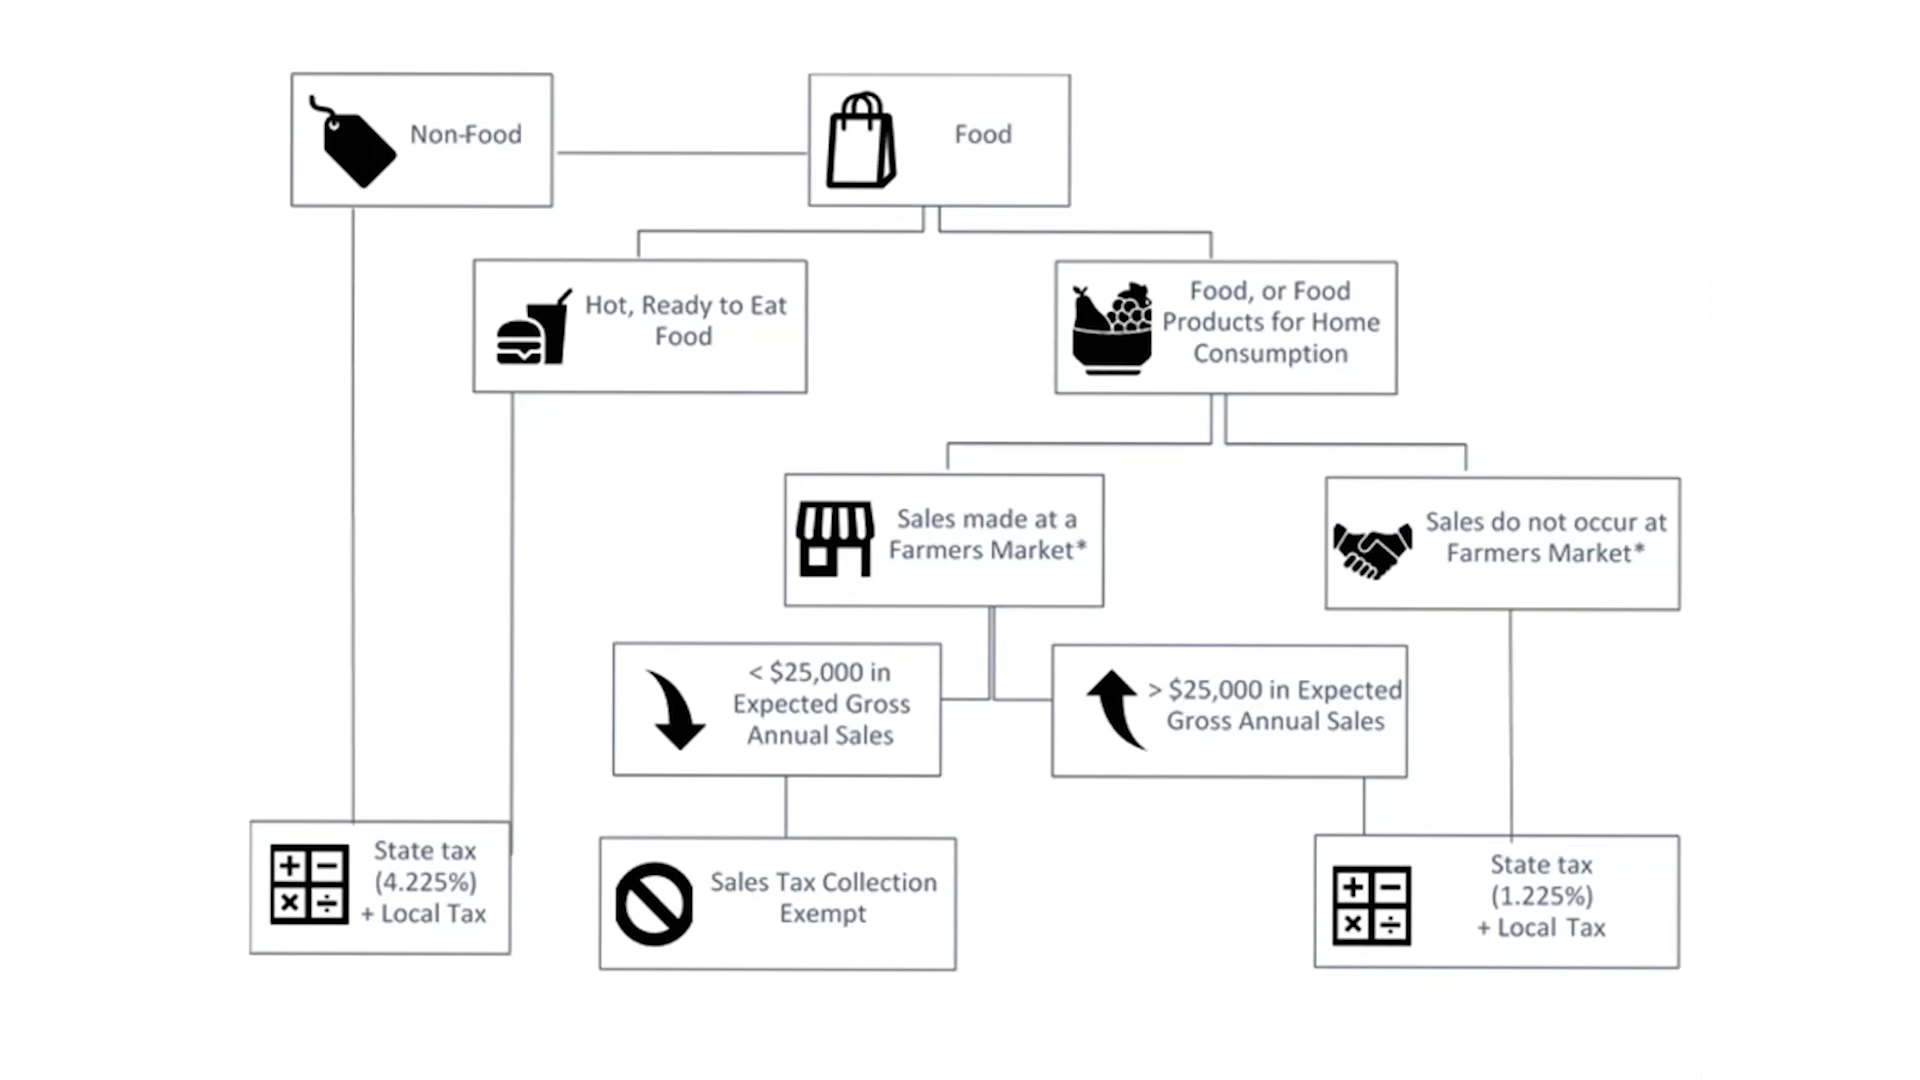 Non-Food
Food
Hot, Ready to Eat
Food
Food, or Food
Products for Home
Consumption
Sales made at a
Farmers Market*
Sales do not occur at
Farmers Market*
< $25,000 in
Expected Gross
Annual Sales
> $25,000 in Expected
Gross Annual Sales
State tax
(4.225%)
+ Local Tax
Sales Tax Collection
Exempt
State tax
(1.225%)
+ Local Tax